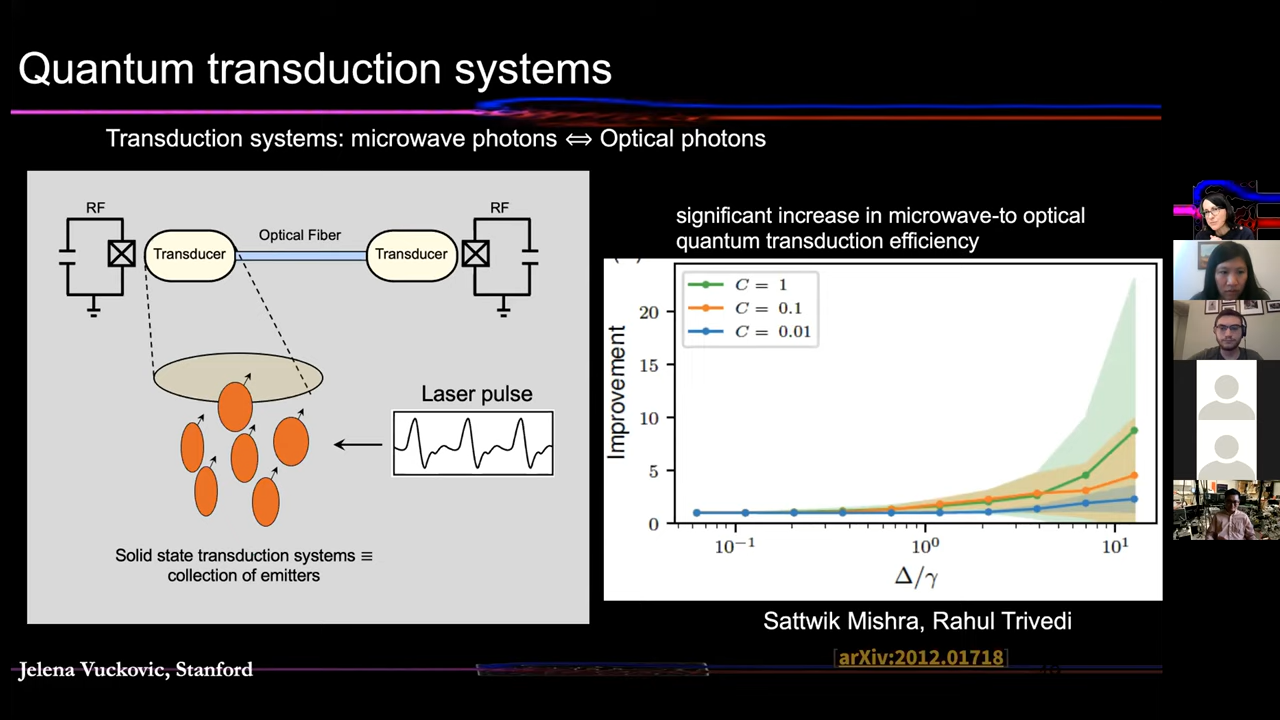 Quantum transduction systems
Transduction systems: microwave photons ⟺ Optical photons
RF
RF
Optical Fiber
Transducer
Transducer
Laser pulse
Solid state transduction systems ≡
collection of emitters
significant increase in microwave-to optical
quantum transduction efficiency
C = 1
C = 0.1
C = 0.01
Improvement
20
15
10
5
0
10⁻¹
10⁰
10¹
Δ/γ
Sattwik Mishra, Rahul Trivedi
[arXiv:2012.01718]
Jelena Vuckovic, Stanford